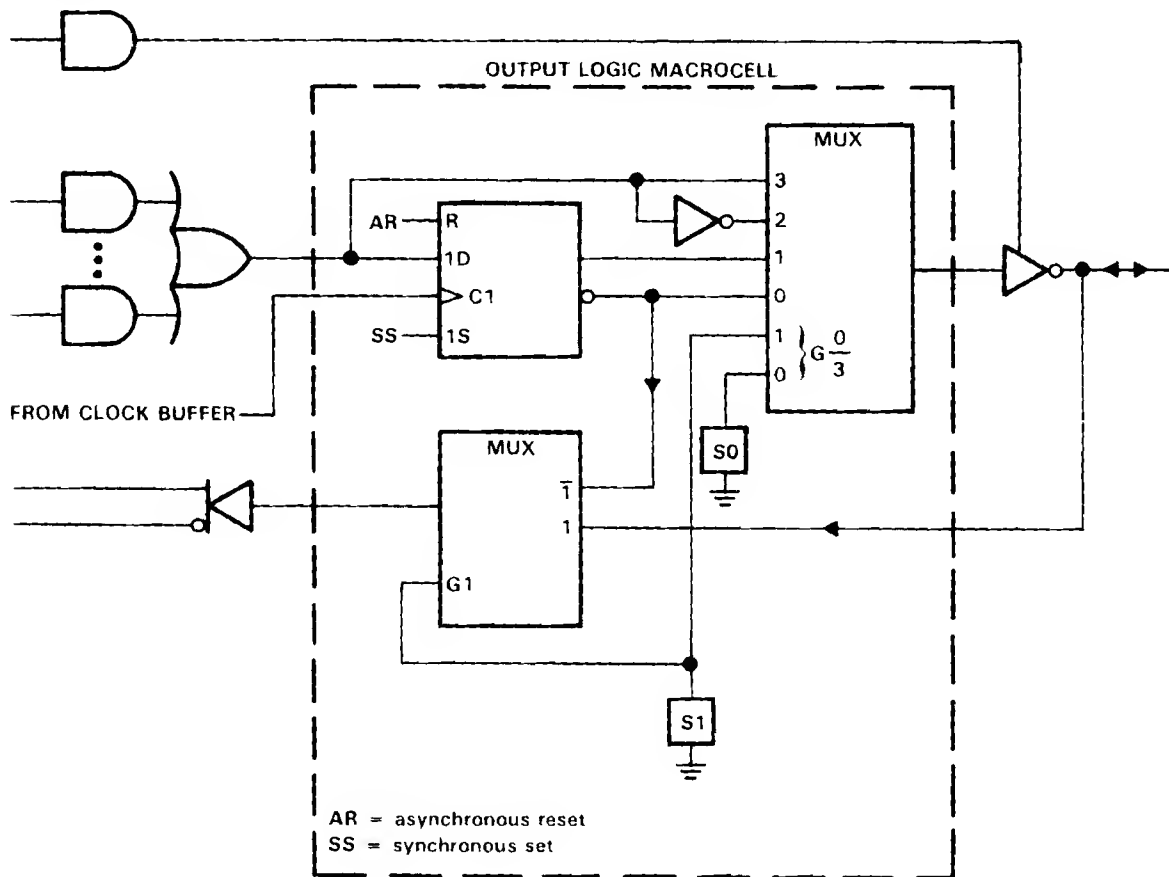 OUTPUT LOGIC MACROCELL
MUX
3
2
1
0
1
0
G 0/3
AR
R
1D
C1
SS
1S
FROM CLOCK BUFFER
S0
MUX
1̅
1
G1
S1
AR = asynchronous reset
SS = synchronous set